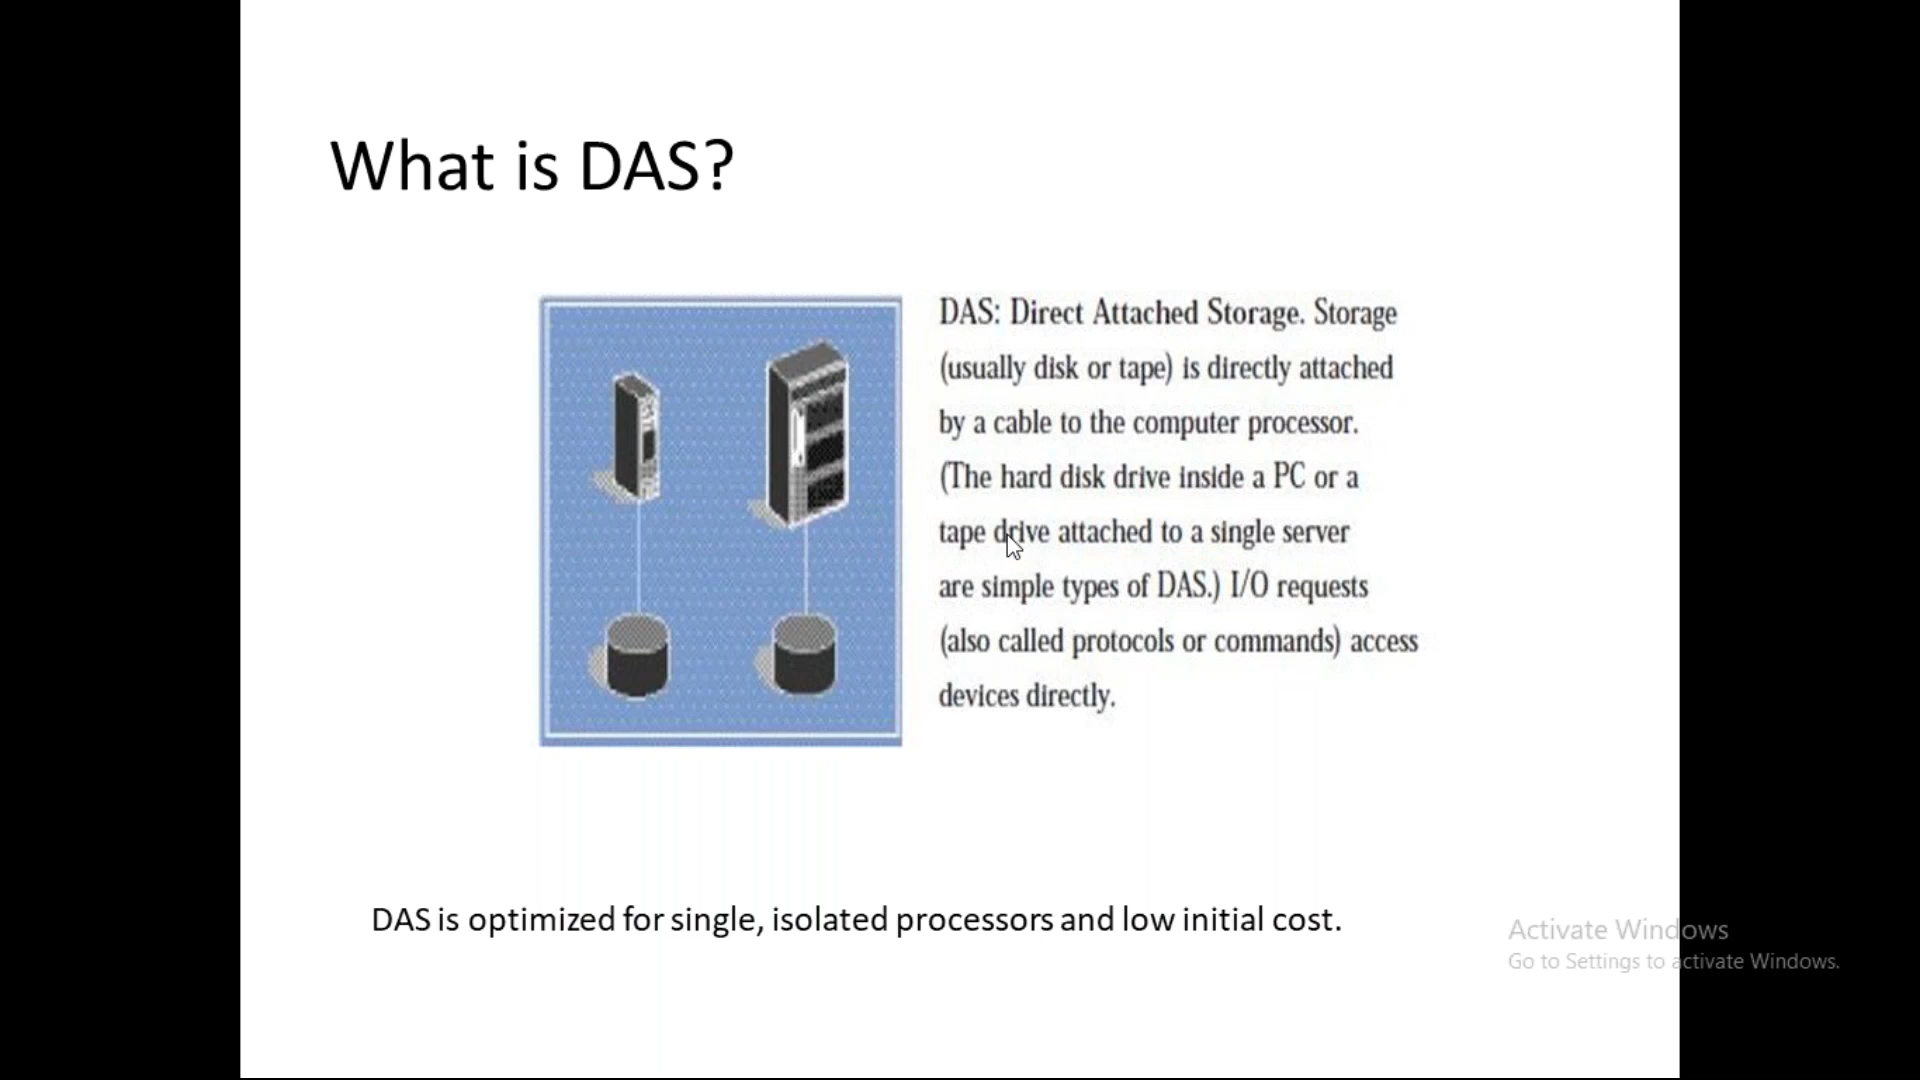 What is DAS?
DAS: Direct Attached Storage. Storage
(usually disk or tape) is directly attached
by a cable to the computer processor.
(The hard disk drive inside a PC or a
tape drive attached to a single server
are simple types of DAS.) I/O requests
(also called protocols or commands) access
devices directly.
DAS is optimized for single, isolated processors and low initial cost.
Activate Windows
Go to Settings to activate Windows.